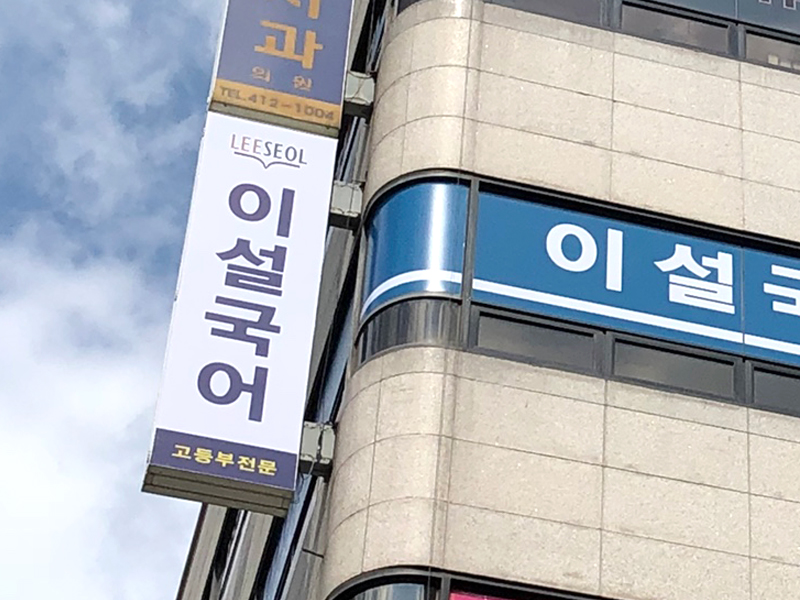 과
의원
TEL.412-1004
LEESEOL
이설국어
고등부전문
이설